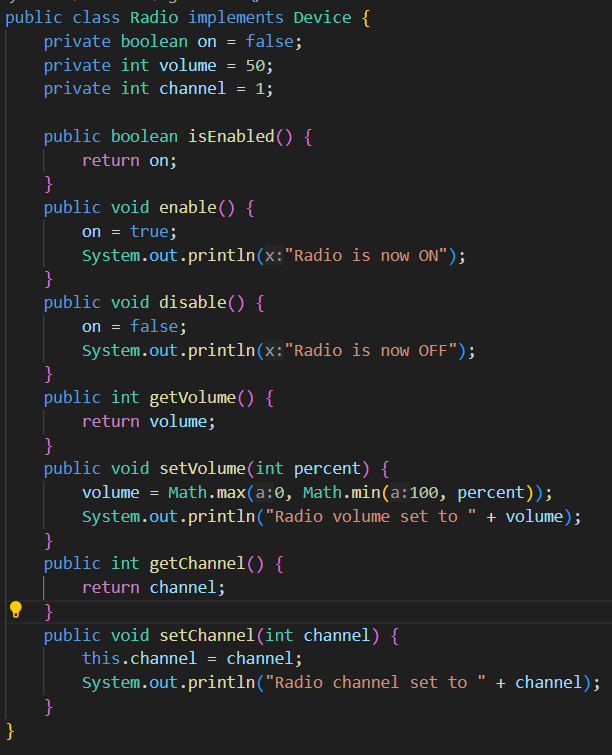 public class Radio implements Device {
    private boolean on = false;
    private int volume = 50;
    private int channel = 1;

    public boolean isEnabled() {
        return on;
    }
    public void enable() {
        on = true;
        System.out.println(x:"Radio is now ON");
    }
    public void disable() {
        on = false;
        System.out.println(x:"Radio is now OFF");
    }
    public int getVolume() {
        return volume;
    }
    public void setVolume(int percent) {
        volume = Math.max(a:0, Math.min(a:100, percent));
        System.out.println("Radio volume set to " + volume);
    }
    public int getChannel() {
        return channel;
    }
    public void setChannel(int channel) {
        this.channel = channel;
        System.out.println("Radio channel set to " + channel);
    }
}